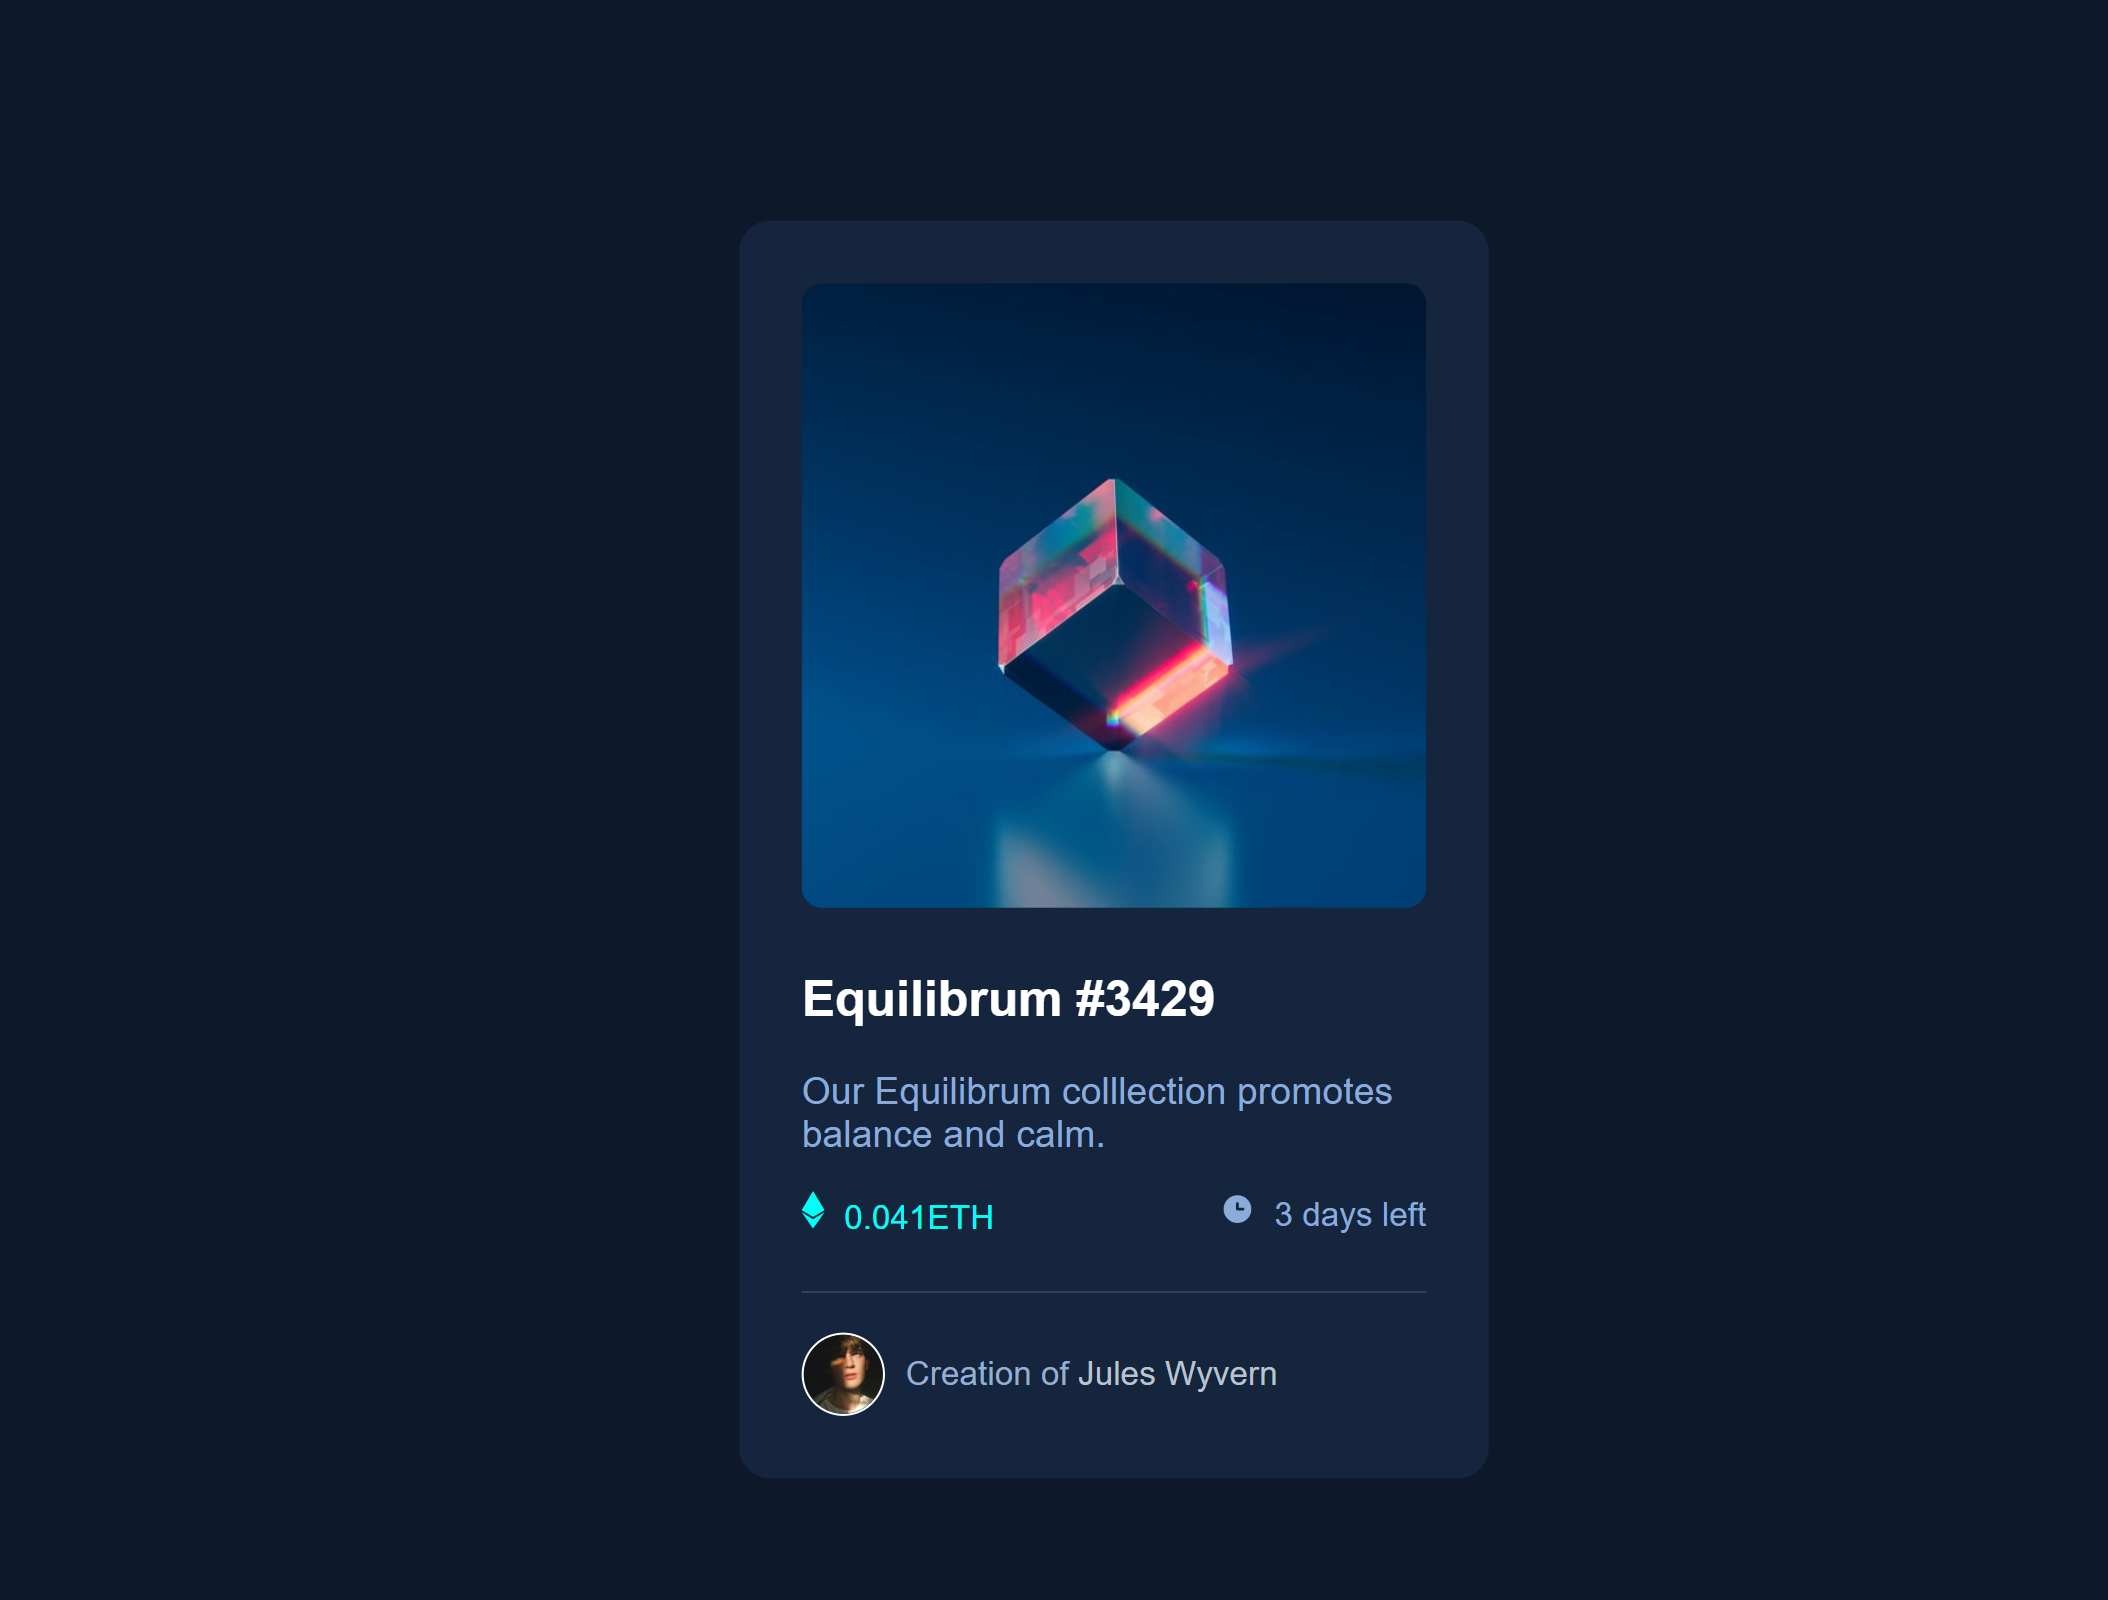 Equilibrum #3429
Our Equilibrum colllection promotes
balance and calm.
0.041ETH
3 days left
Creation of Jules Wyvern